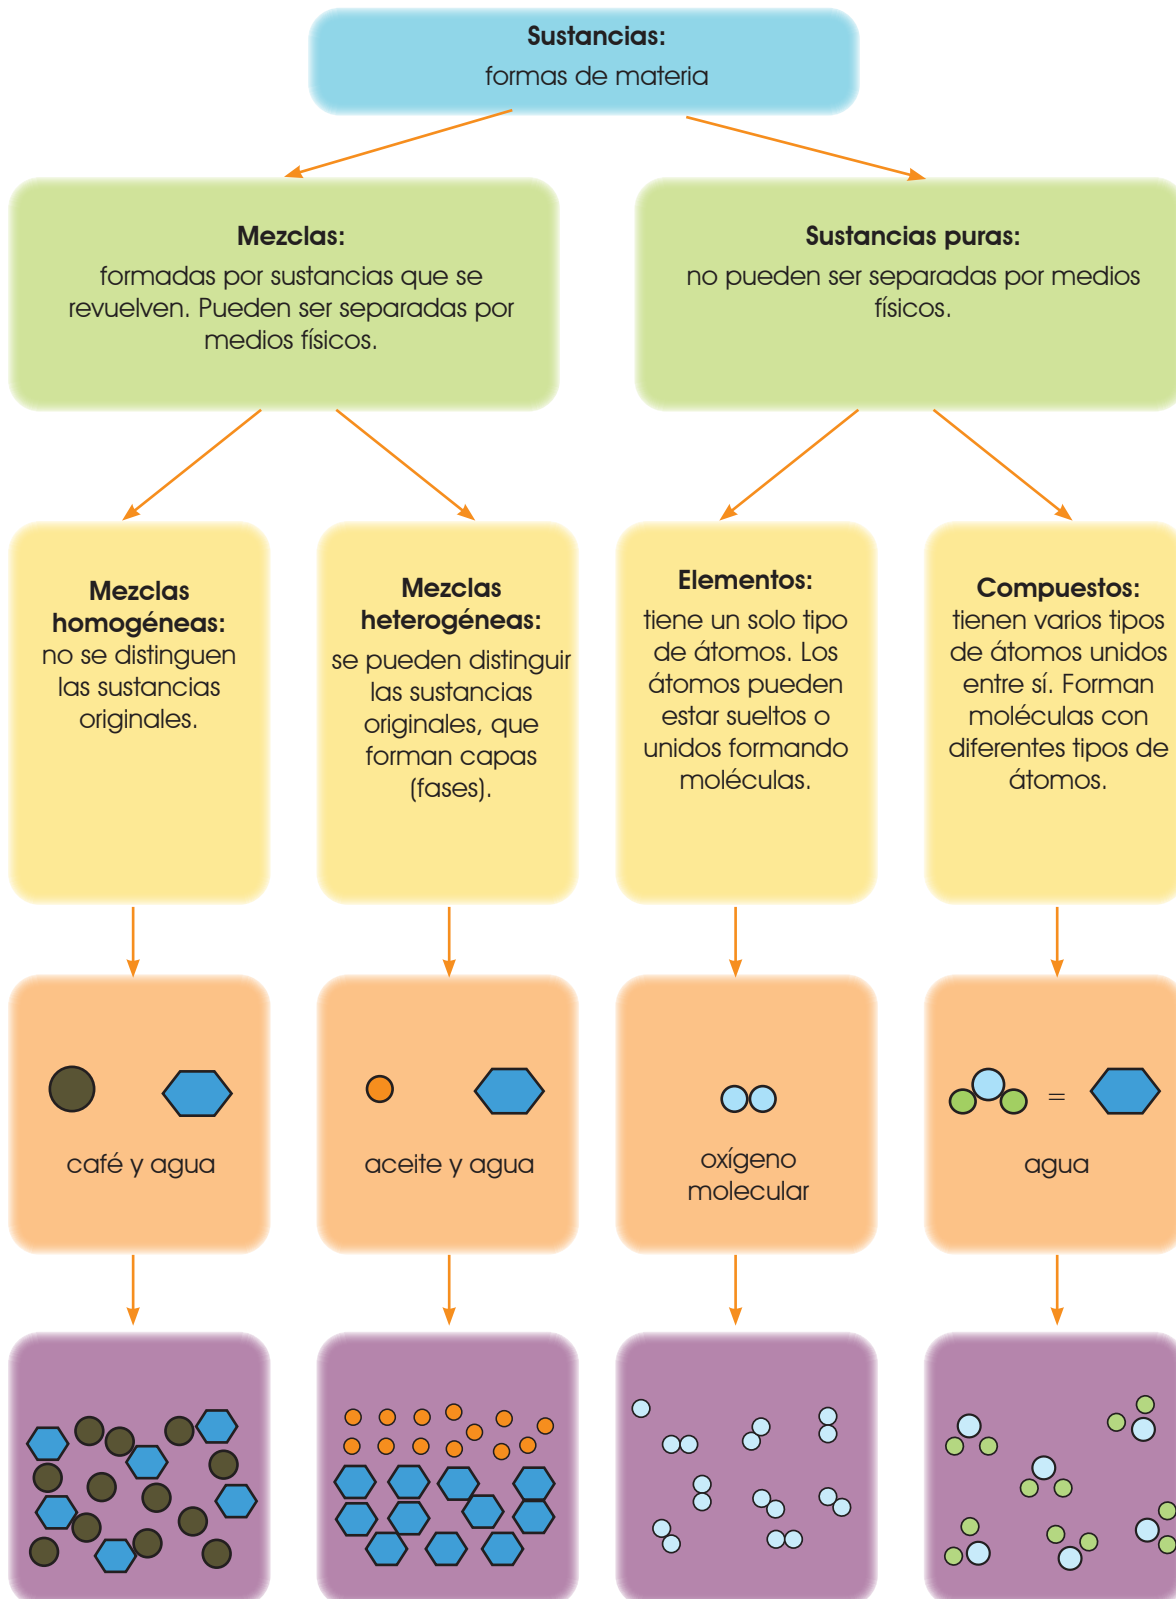 Sustancias:
formas de materia
Mezclas:
formadas por sustancias que se
revuelven. Pueden ser separadas por
medios físicos.
Sustancias puras:
no pueden ser separadas por medios
físicos.
Mezclas
homogéneas:
no se distinguen
las sustancias
originales.
Mezclas
heterogéneas:
se pueden distinguir
las sustancias
originales, que
forman capas
(fases).
Elementos:
tiene un solo tipo
de átomos. Los
átomos pueden
estar sueltos o
unidos formando
moléculas.
Compuestos:
tienen varios tipos
de átomos unidos
entre sí. Forman
moléculas con
diferentes tipos de
átomos.
café y agua
aceite y agua
oxígeno
molecular
=
agua